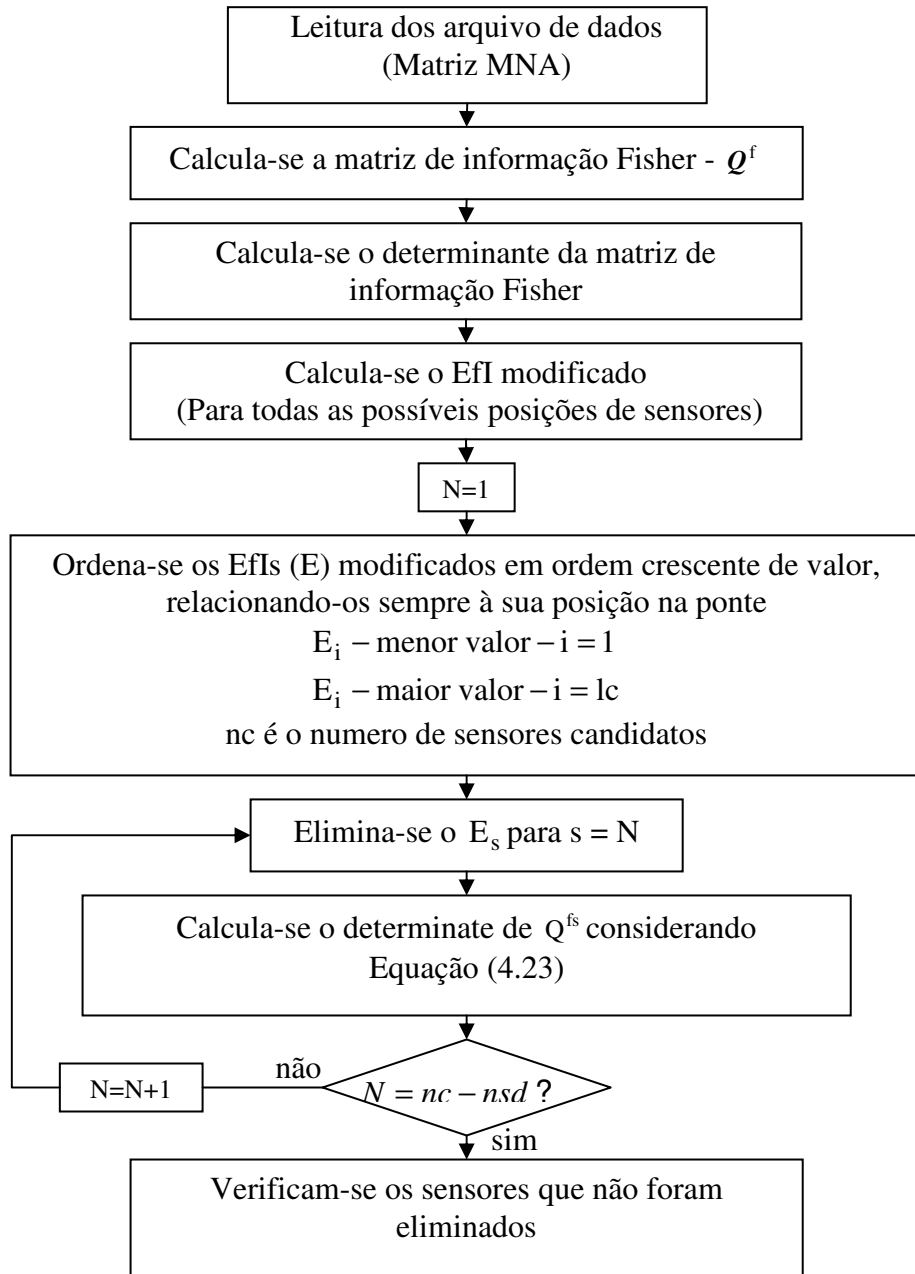 Leitura dos arquivo de dados
(Matriz MNA)
Calcula-se a matriz de informação Fisher - Q^f
Calcula-se o determinante da matriz de
informação Fisher
Calcula-se o EfI modificado
(Para todas as possíveis posições de sensores)
N=1
Ordena-se os EfIs (E) modificados em ordem crescente de valor,
relacionando-os sempre à sua posição na ponte
E_i – menor valor – i = 1
E_i – maior valor – i = lc
nc é o numero de sensores candidatos
Elimina-se o E_s para s = N
Calcula-se o determinate de Q^fs considerando
Equação (4.23)
não
N=N+1
N = nc – nsd ?
sim
Verificam-se os sensores que não foram
eliminados